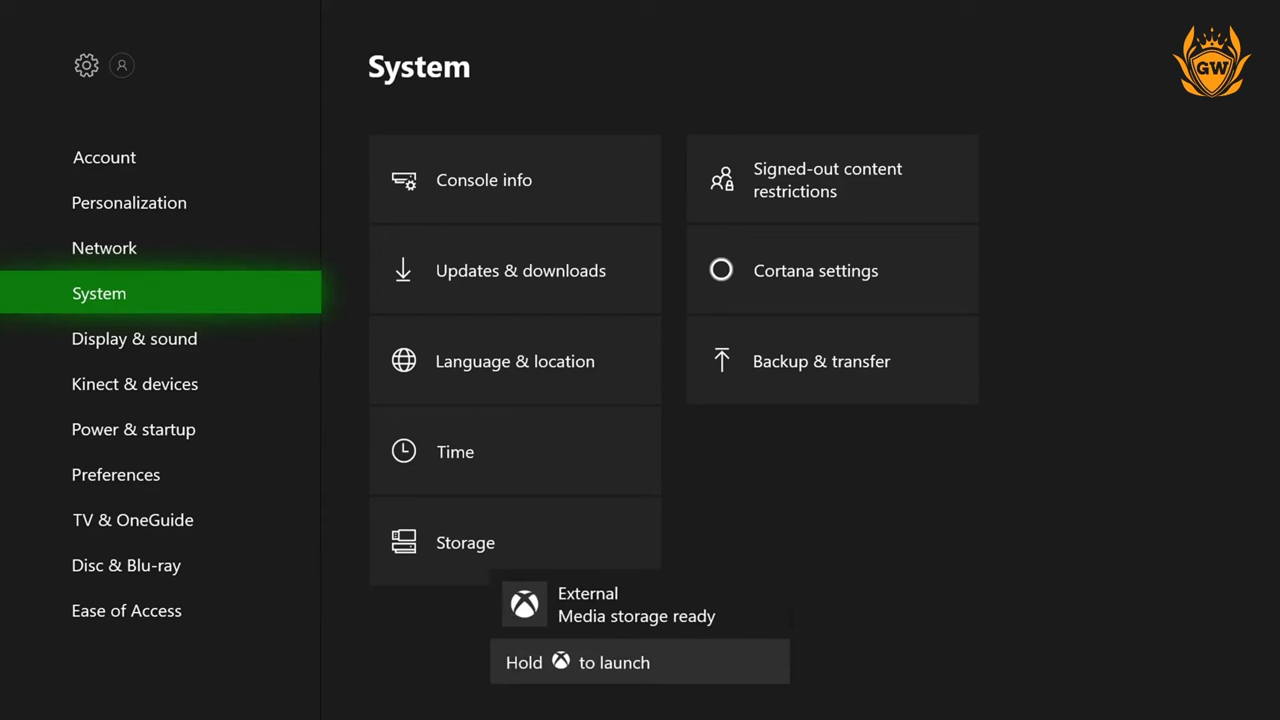 GW
System
Account
Personalization
Network
System
Display & sound
Kinect & devices
Power & startup
Preferences
TV & OneGuide
Disc & Blu-ray
Ease of Access
Console info
Updates & downloads
Language & location
Time
Storage
Signed-out content
restrictions
Cortana settings
Backup & transfer
External
Media storage ready
Hold to launch